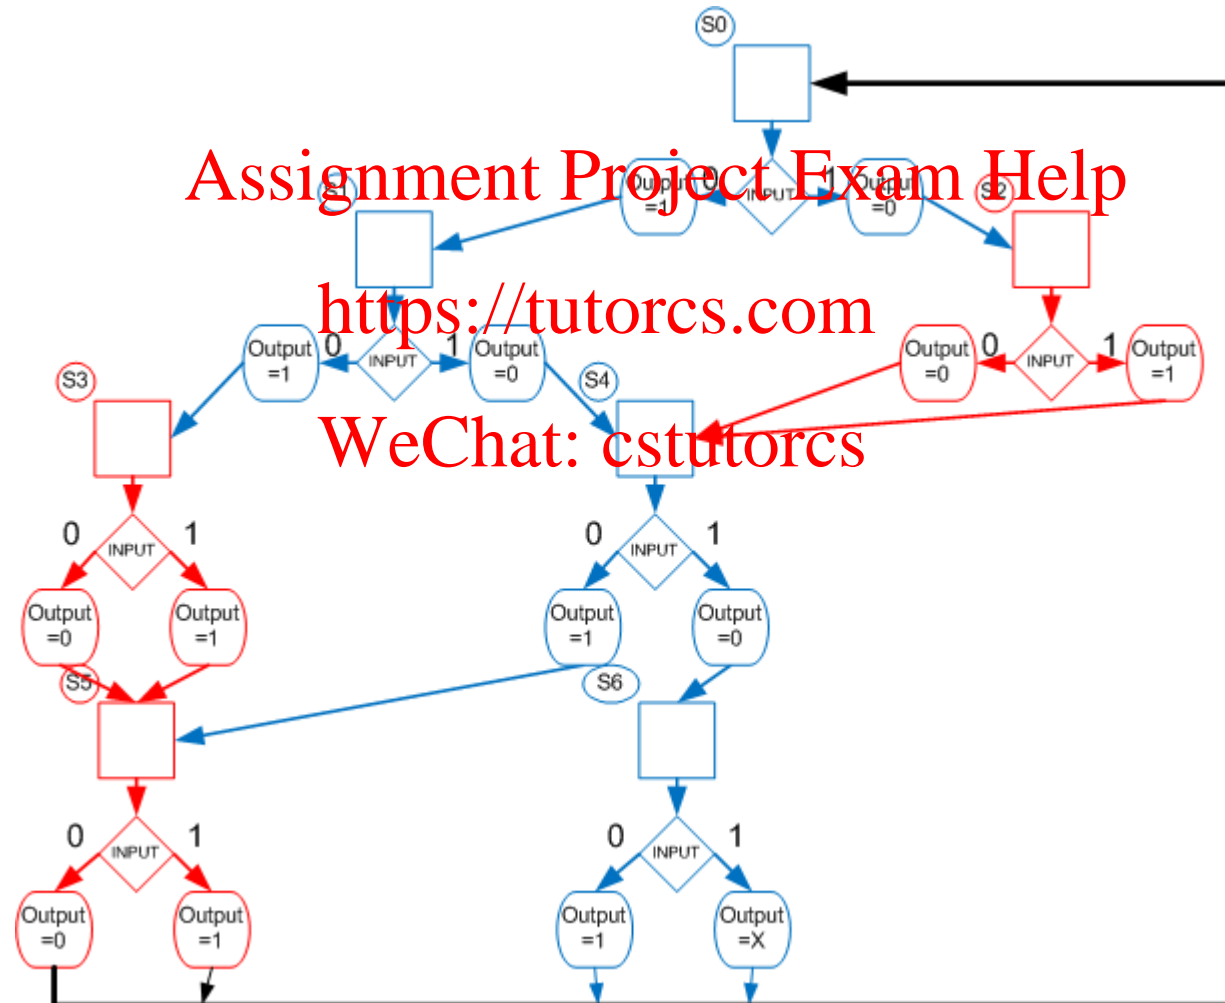 S0
Assignment Project Exam Help
S1
Output
=1
0
INPUT
1
Output
=0
S2
https://tutorcs.com
Output
=1
0
INPUT
1
Output
=0
Output
=0
0
INPUT
1
Output
=1
S3
S4
WeChat: cstutorcs
0
INPUT
1
0
INPUT
1
Output
=0
Output
=1
Output
=1
Output
=0
S5
S6
0
INPUT
1
0
INPUT
1
Output
=0
Output
=1
Output
=1
Output
=X